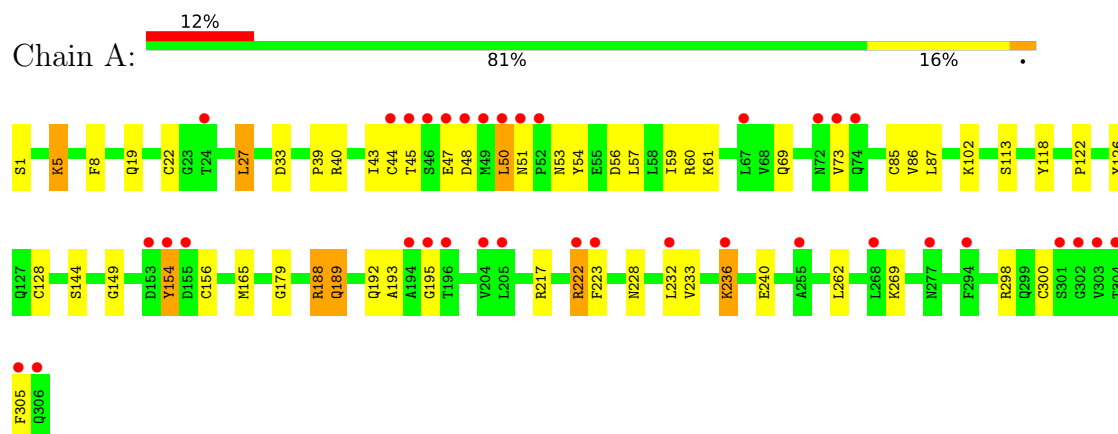 12%
Chain A:
81% 16% •
S1 K5 F8 Q19 C22 G23 T24 L27 D33 P39 R40 I43 C44 T45 S46 E47 D48 M49 L50 N51 P52 N53 Y54 E55 D56 L57 L58 I59 R60 K61 L67 V68 Q69 N72 V73 Q74 C85 V86 L87 K102 S113 Y118 P122 Y126
Q127 C128 S144 G149 D153 Y154 D155 C156 M165 G179 R188 Q189 Q192 A193 A194 G195 T196 V204 L205 R217 R222 F223 N228 L232 V233 K236 E240 A255 L262 L268 K269 N277 F294 R298 Q299 C300 S301 G302 V303 T304
F305 Q306